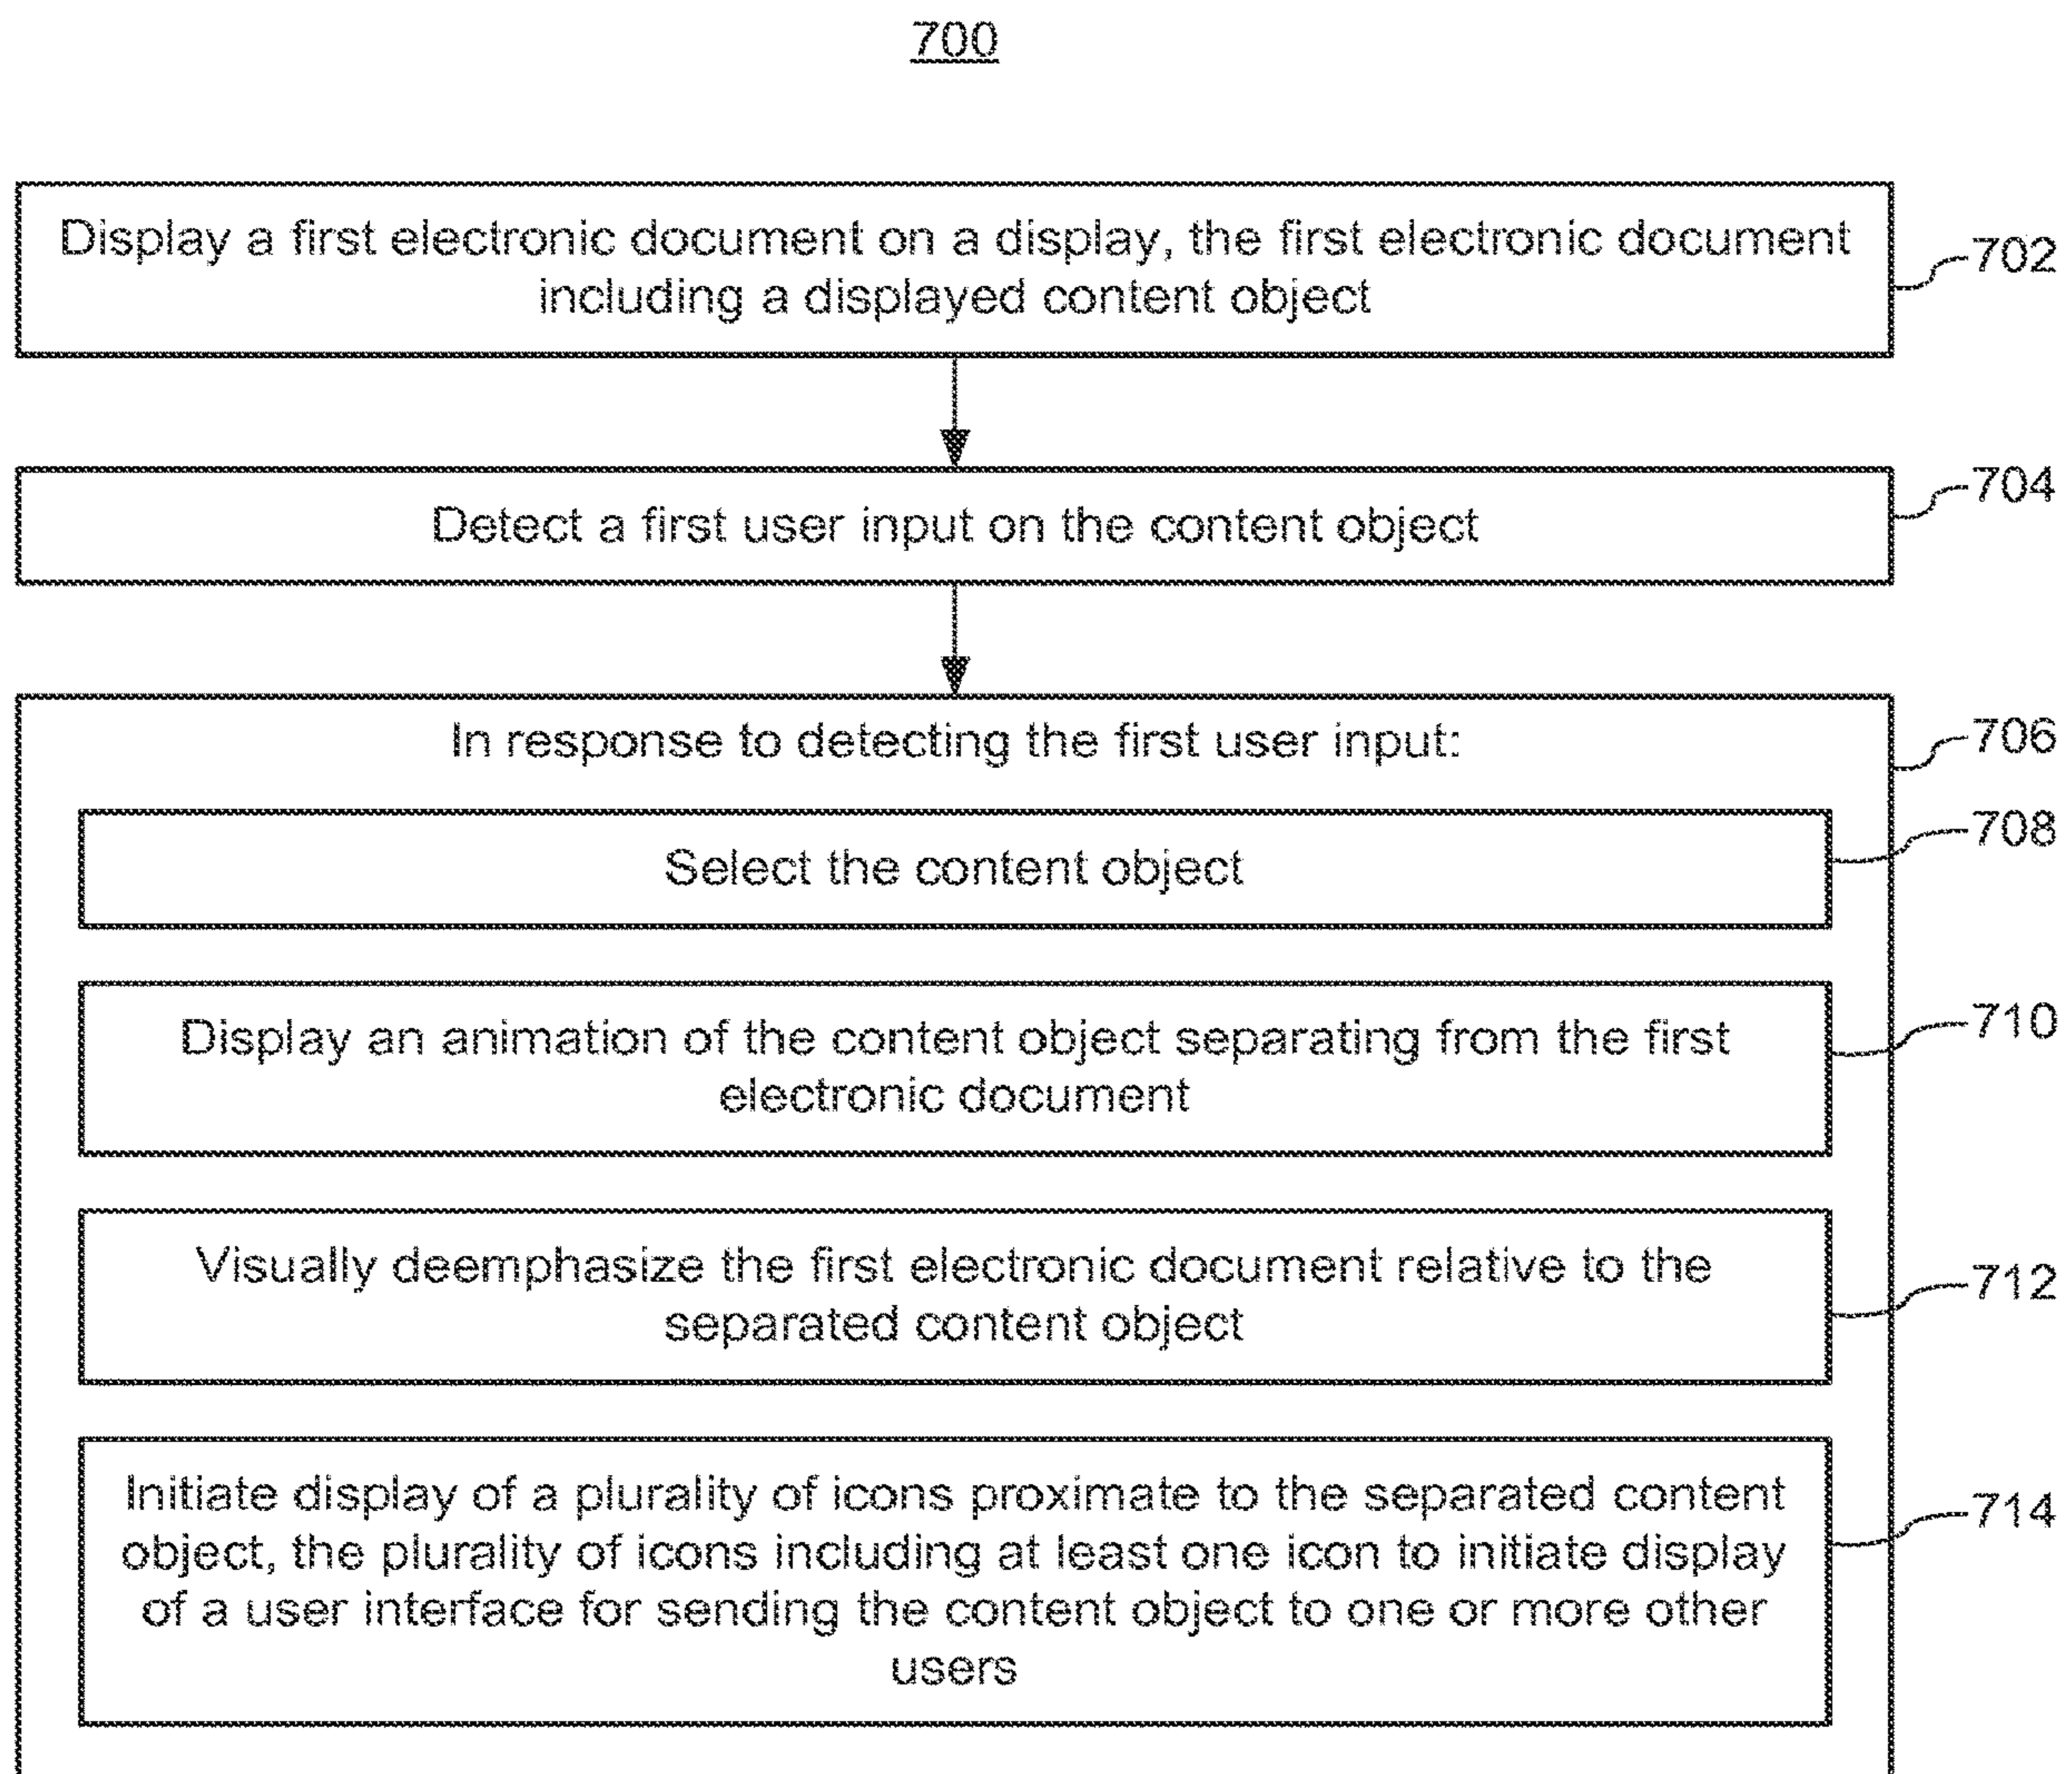 700
Display a first electronic document on a display, the first electronic document
including a displayed content object
702
Detect a first user input on the content object
704
In response to detecting the first user input:
706
Select the content object
708
Display an animation of the content object separating from the first
electronic document
710
Visually deemphasize the first electronic document relative to the
separated content object
712
Initiate display of a plurality of icons proximate to the separated content
object, the plurality of icons including at least one icon to initiate display
of a user interface for sending the content object to one or more other
users
714